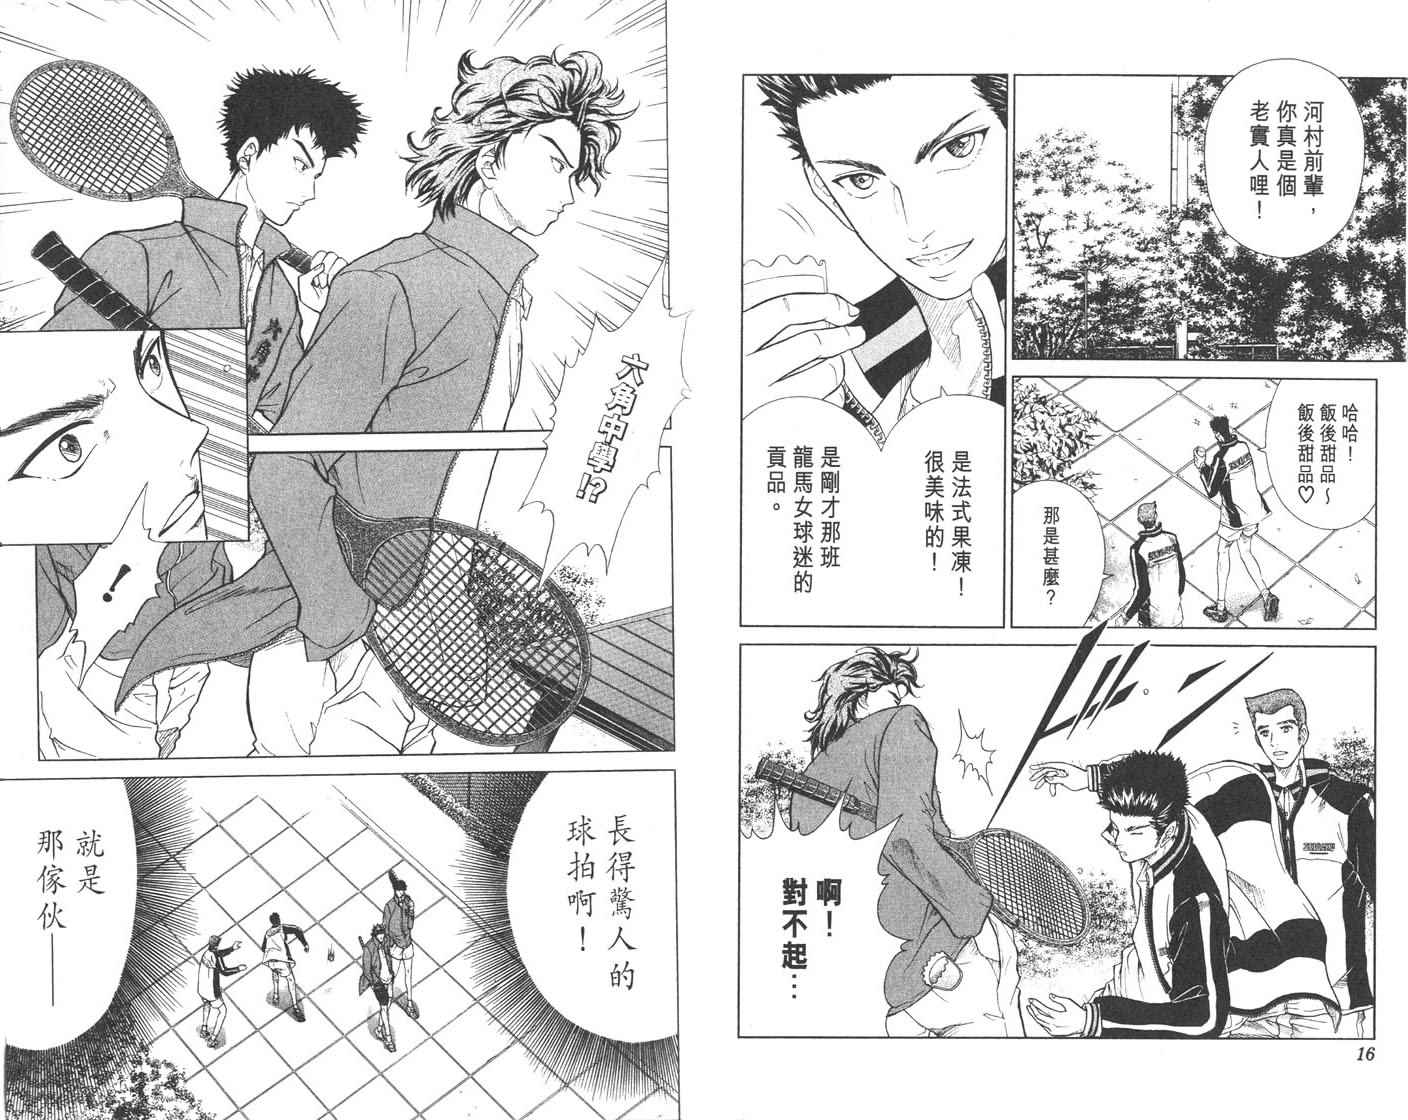 河村前輩，
你真是個
老實人哩！
哈哈！
飯後甜品～
飯後甜品♡
那是甚麼？
是法式果凍！
很美味的！
是剛才那班
龍馬女球迷的
貢品。
啊！
對不起…
16
六角中學!?
！
長得驚人的
球拍啊！
就是
那傢伙——